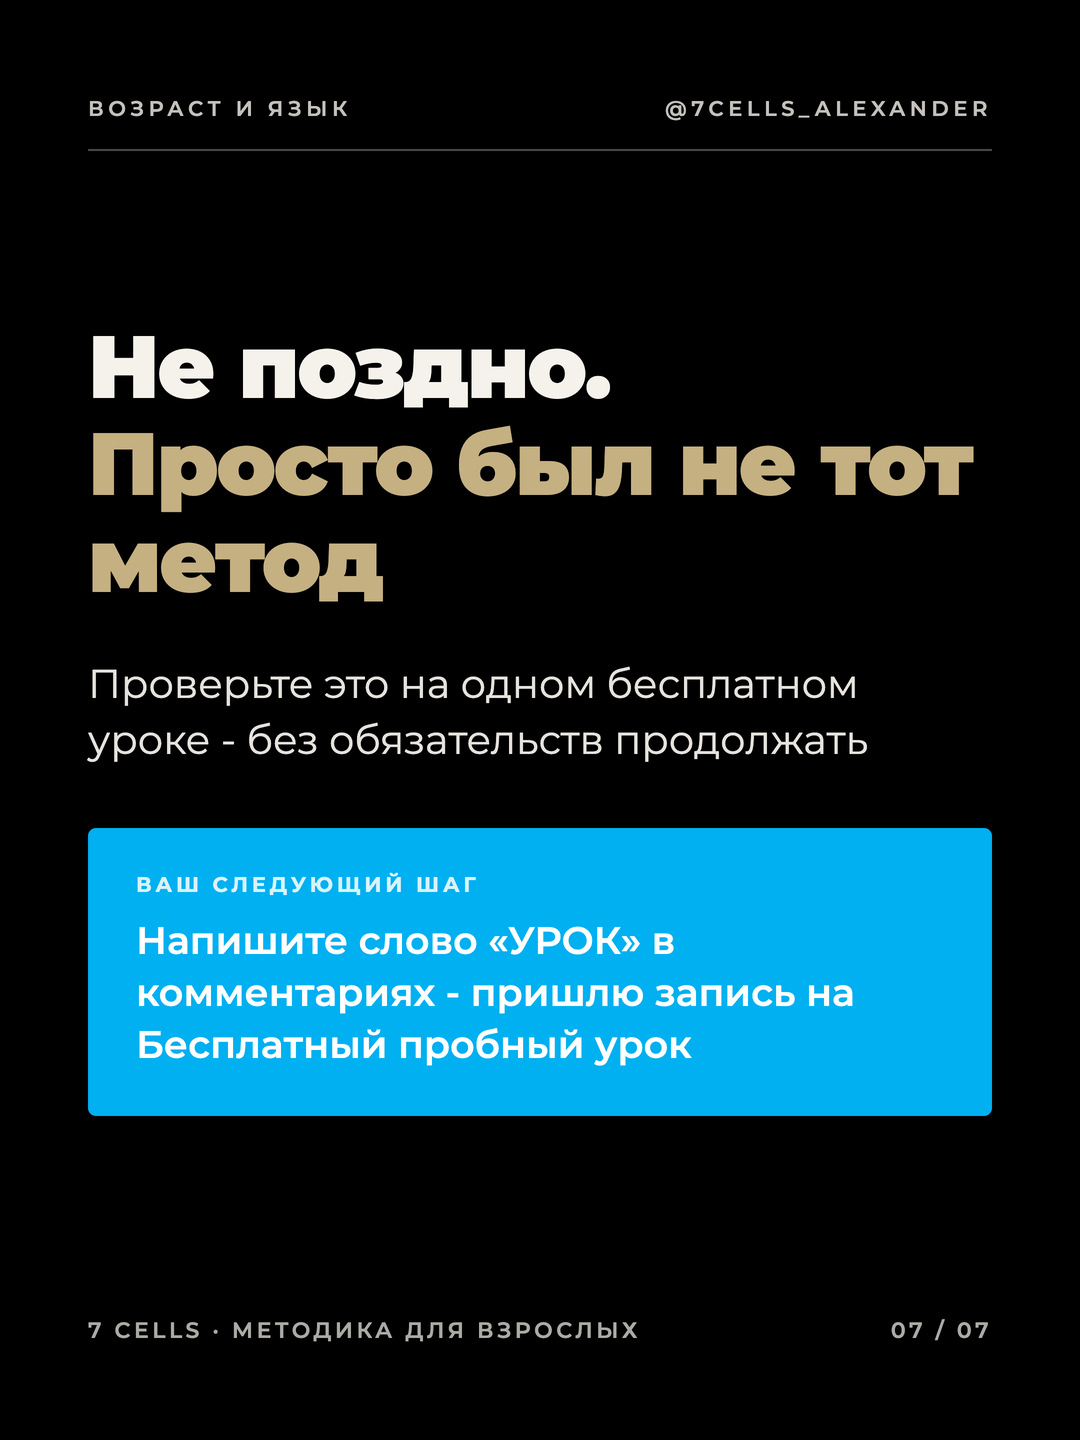 ВОЗРАСТ И ЯЗЫК
@7CELLS_ALEXANDER
Не поздно.
Просто был не тот
метод
Проверьте это на одном бесплатном
уроке - без обязательств продолжать
ВАШ СЛЕДУЮЩИЙ ШАГ
Напишите слово «УРОК» в
комментариях - пришлю запись на
Бесплатный пробный урок
7 CELLS · МЕТОДИКА ДЛЯ ВЗРОСЛЫХ
07 / 07